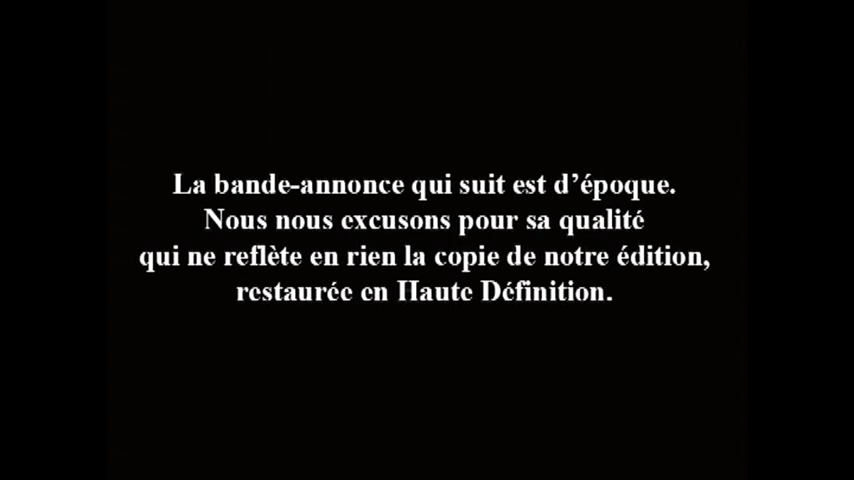 La bande-annonce qui suit est d’époque.
Nous nous excusons pour sa qualité
qui ne reflète en rien la copie de notre édition,
restaurée en Haute Définition.